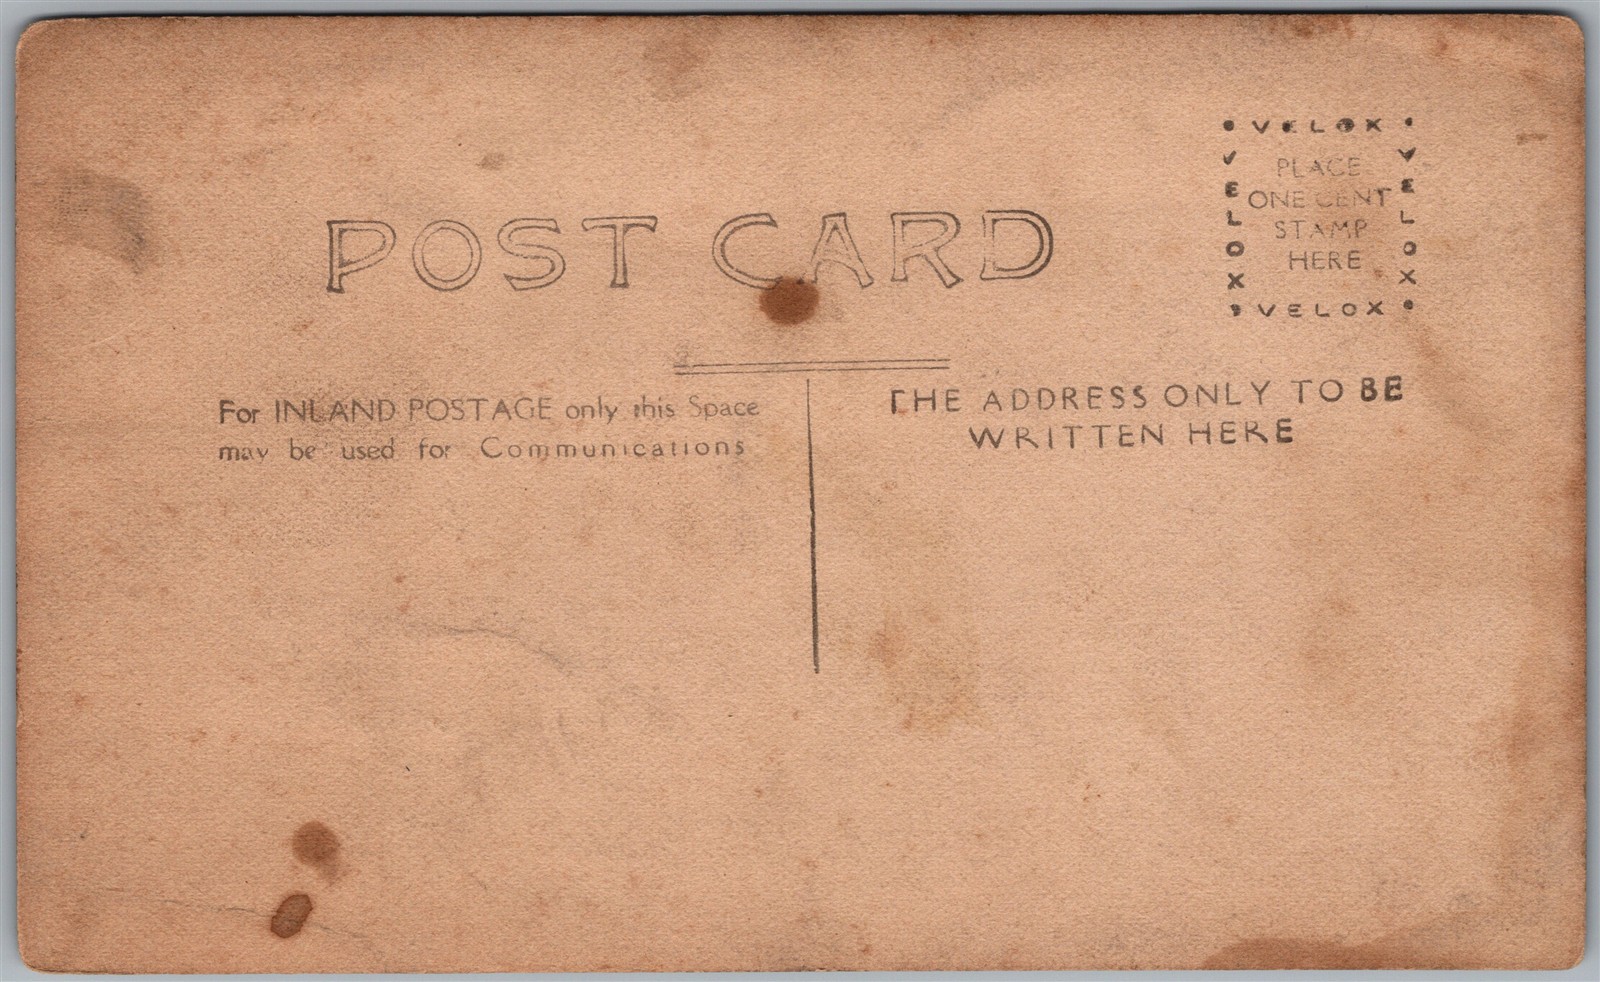 • VELOX •
VELOX
PLACE
ONE CENT
STAMP
HERE
VELOX
• VELOX •
POST CARD
For INLAND POSTAGE only this Space
may be used for Communications
THE ADDRESS ONLY TO BE
WRITTEN HERE